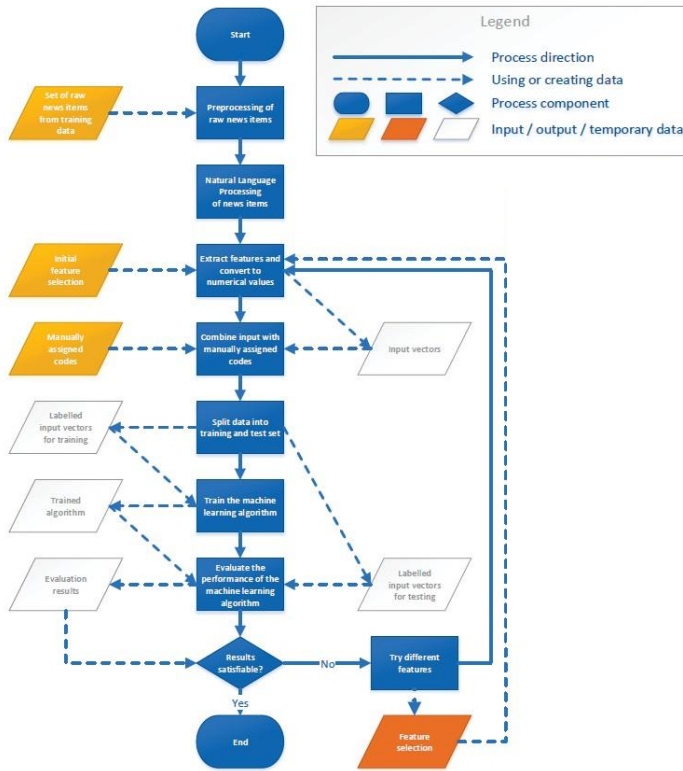 Start
Legend
Process direction
Using or creating data
Process component
Input / output / temporary data
Set of raw
news items
from training
data
Preprocessing of
raw news items
Natural Language
Processing
of news items
Initial
feature
selection
Extract features and
convert to
numerical values
Manually
assigned
codes
Combine input with
manually assigned
codes
Input vectors
Labelled
input vectors
for training
Split data into
training and test set
Trained
algorithm
Train the machine
learning algorithm
Evaluation
results
Evaluate the
performance of the
machine learning
algorithm
Labelled
input vectors
for testing
Results
satisfiable?
No
Try different
features
Yes
End
Feature
selection